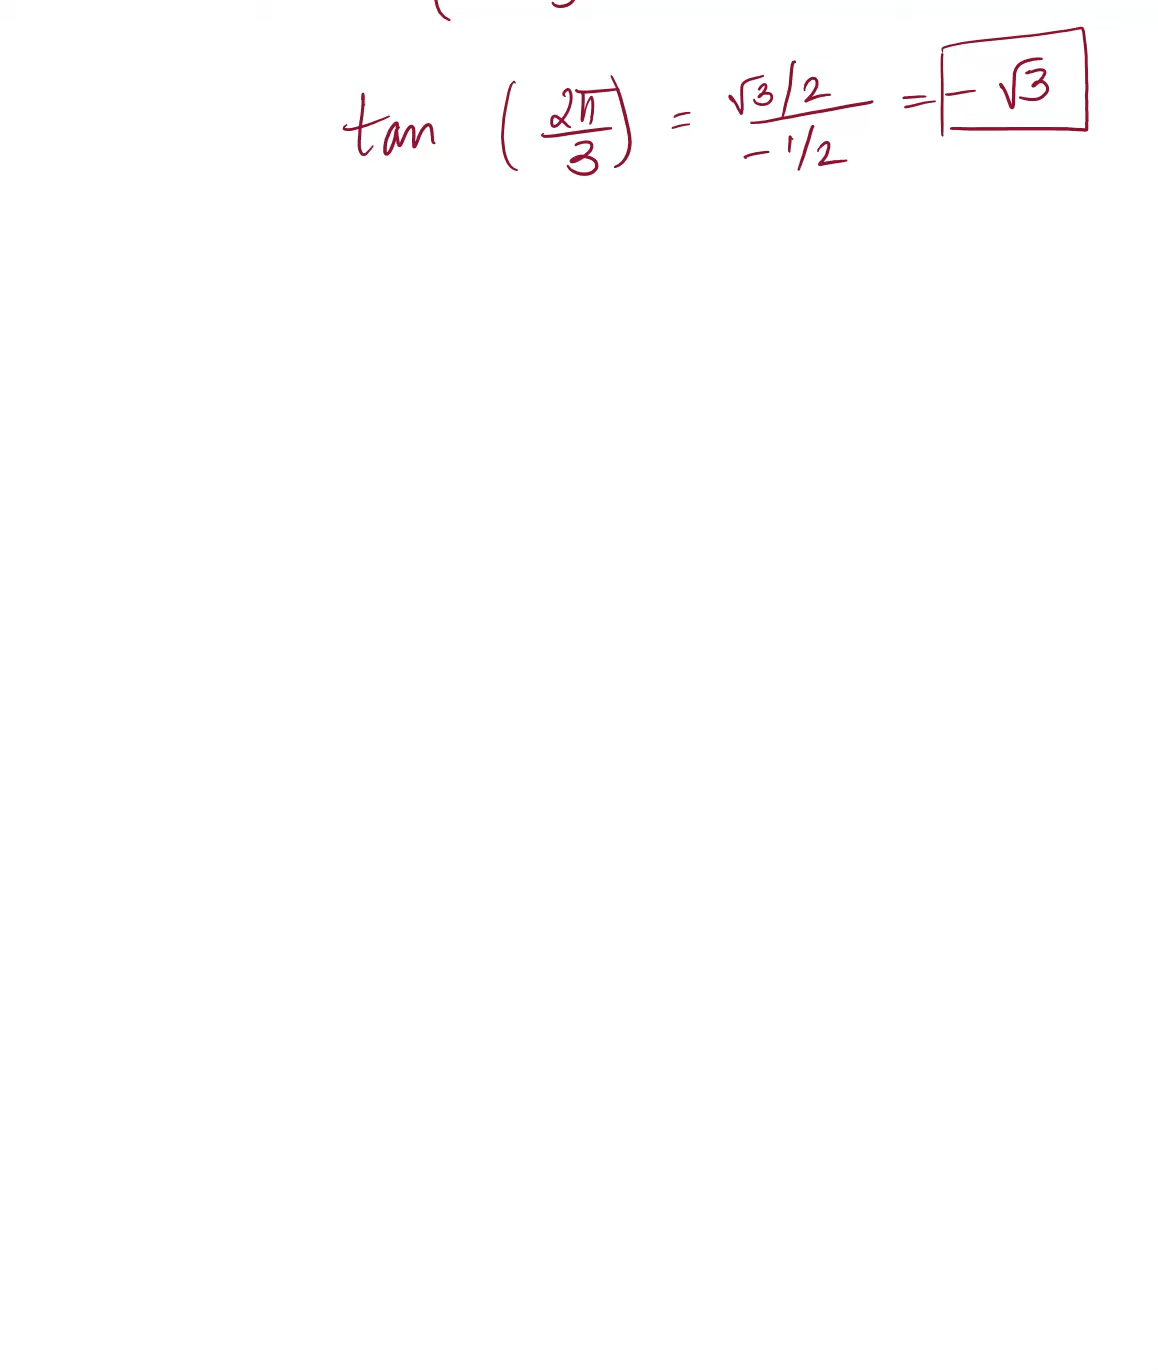 tan (2π/3) = (√3/2)/(-1/2) = - √3